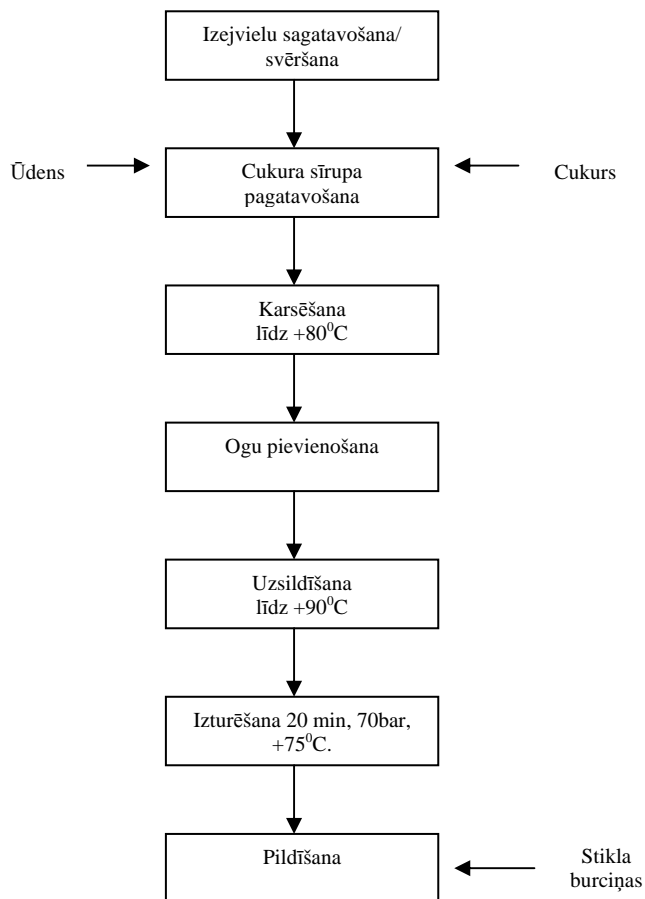 Izejvielu sagatavošana/
svēršana
Ūdens
Cukura sīrupa
pagatavošana
Cukurs
Karsēšana
līdz +80⁰C
Ogu pievienošana
Uzsildīšana
līdz +90⁰C
Izturēšana 20 min, 70bar,
+75⁰C.
Pildīšana
Stikla
burciņas